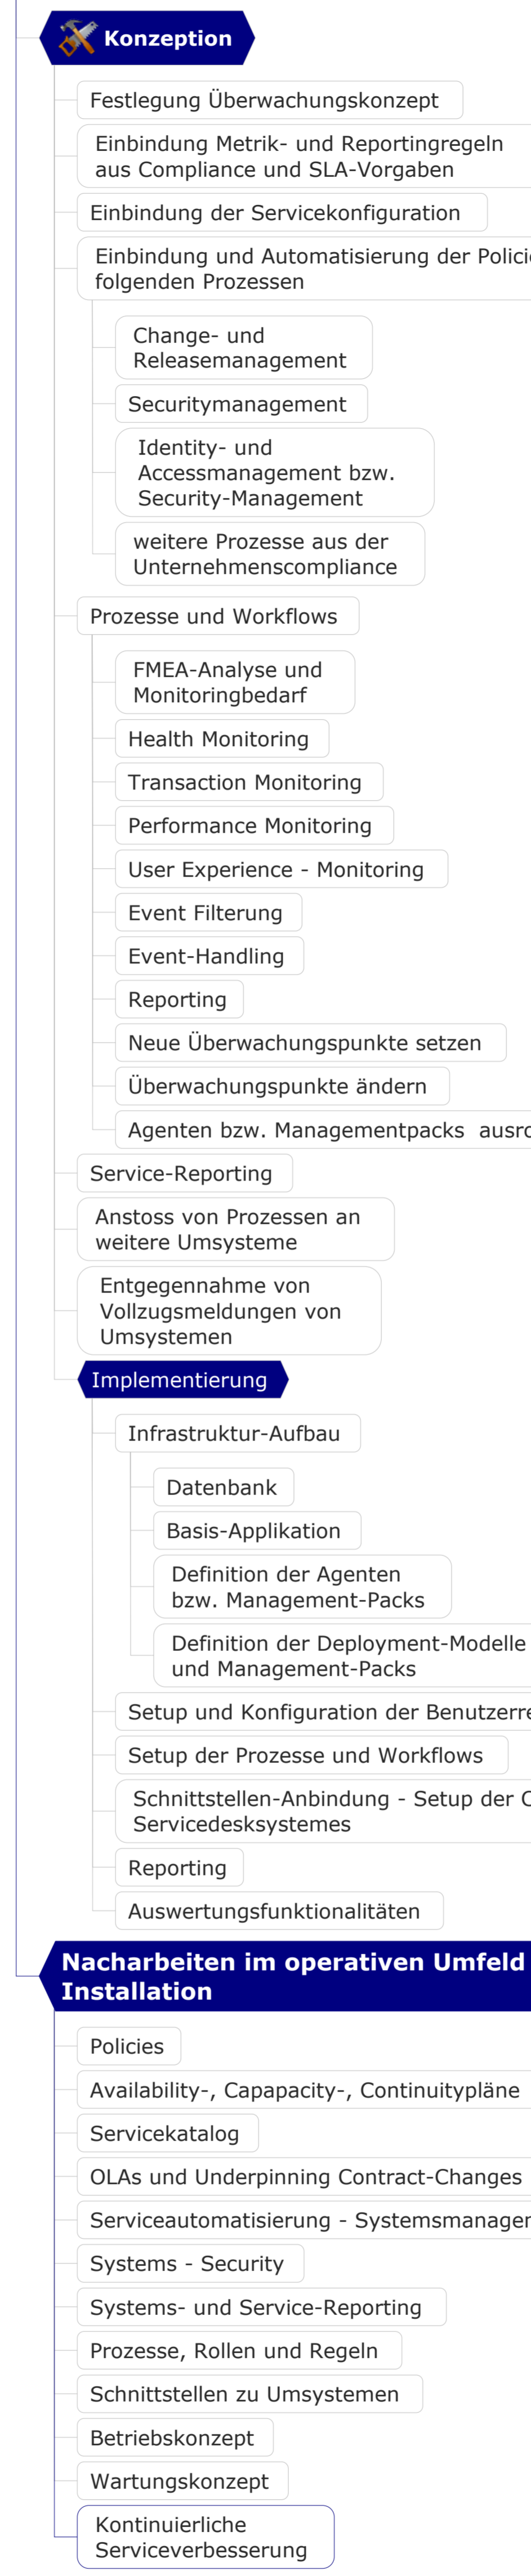 Konzeption
Festlegung Überwachungskonzept
Einbindung Metrik- und Reportingregeln
aus Compliance und SLA-Vorgaben
Einbindung der Servicekonfiguration
Einbindung und Automatisierung der
folgenden Prozessen
Change- und
Releasemanagement
Securitymanagement
Identity- und
Accessmanagement bzw.
Security-Management
weitere Prozesse aus der
Unternehmenscompliance
Prozesse und Workflows
FMEA-Analyse und
Monitoringbedarf
Health Monitoring
Transaction Monitoring
Performance Monitoring
User Experience - Monitoring
Event Filterung
Event-Handling
Reporting
Neue Überwachungspunkte setzen
Überwachungspunkte ändern
Agenten bzw. Managementpacks
Service-Reporting
Anstoss von Prozessen an
weitere Umsysteme
Entgegennahme von
Vollzugsmeldungen von
Umsystemen
Implementierung
Infrastruktur-Aufbau
Datenbank
Basis-Applikation
Definition der Agenten
bzw. Management-Packs
Definition der Deployment-Modelle
und Management-Packs
Setup und Konfiguration der
Setup der Prozesse und Workflows
Schnittstellen-Anbindung - Setup der
Servicedesksystemes
Reporting
Auswertungsfunktionalitäten
Nacharbeiten im operativen Umfeld
Installation
Policies
Availability-, Capapacity-, Continuitypläne
Servicekatalog
OLAs und Underpinning Contract-Changes
Serviceautomatisierung -
Systems - Security
Systems- und Service-Reporting
Prozesse, Rollen und Regeln
Schnittstellen zu Umsystemen
Betriebskonzept
Wartungskonzept
Kontinuierliche
Serviceverbesserung